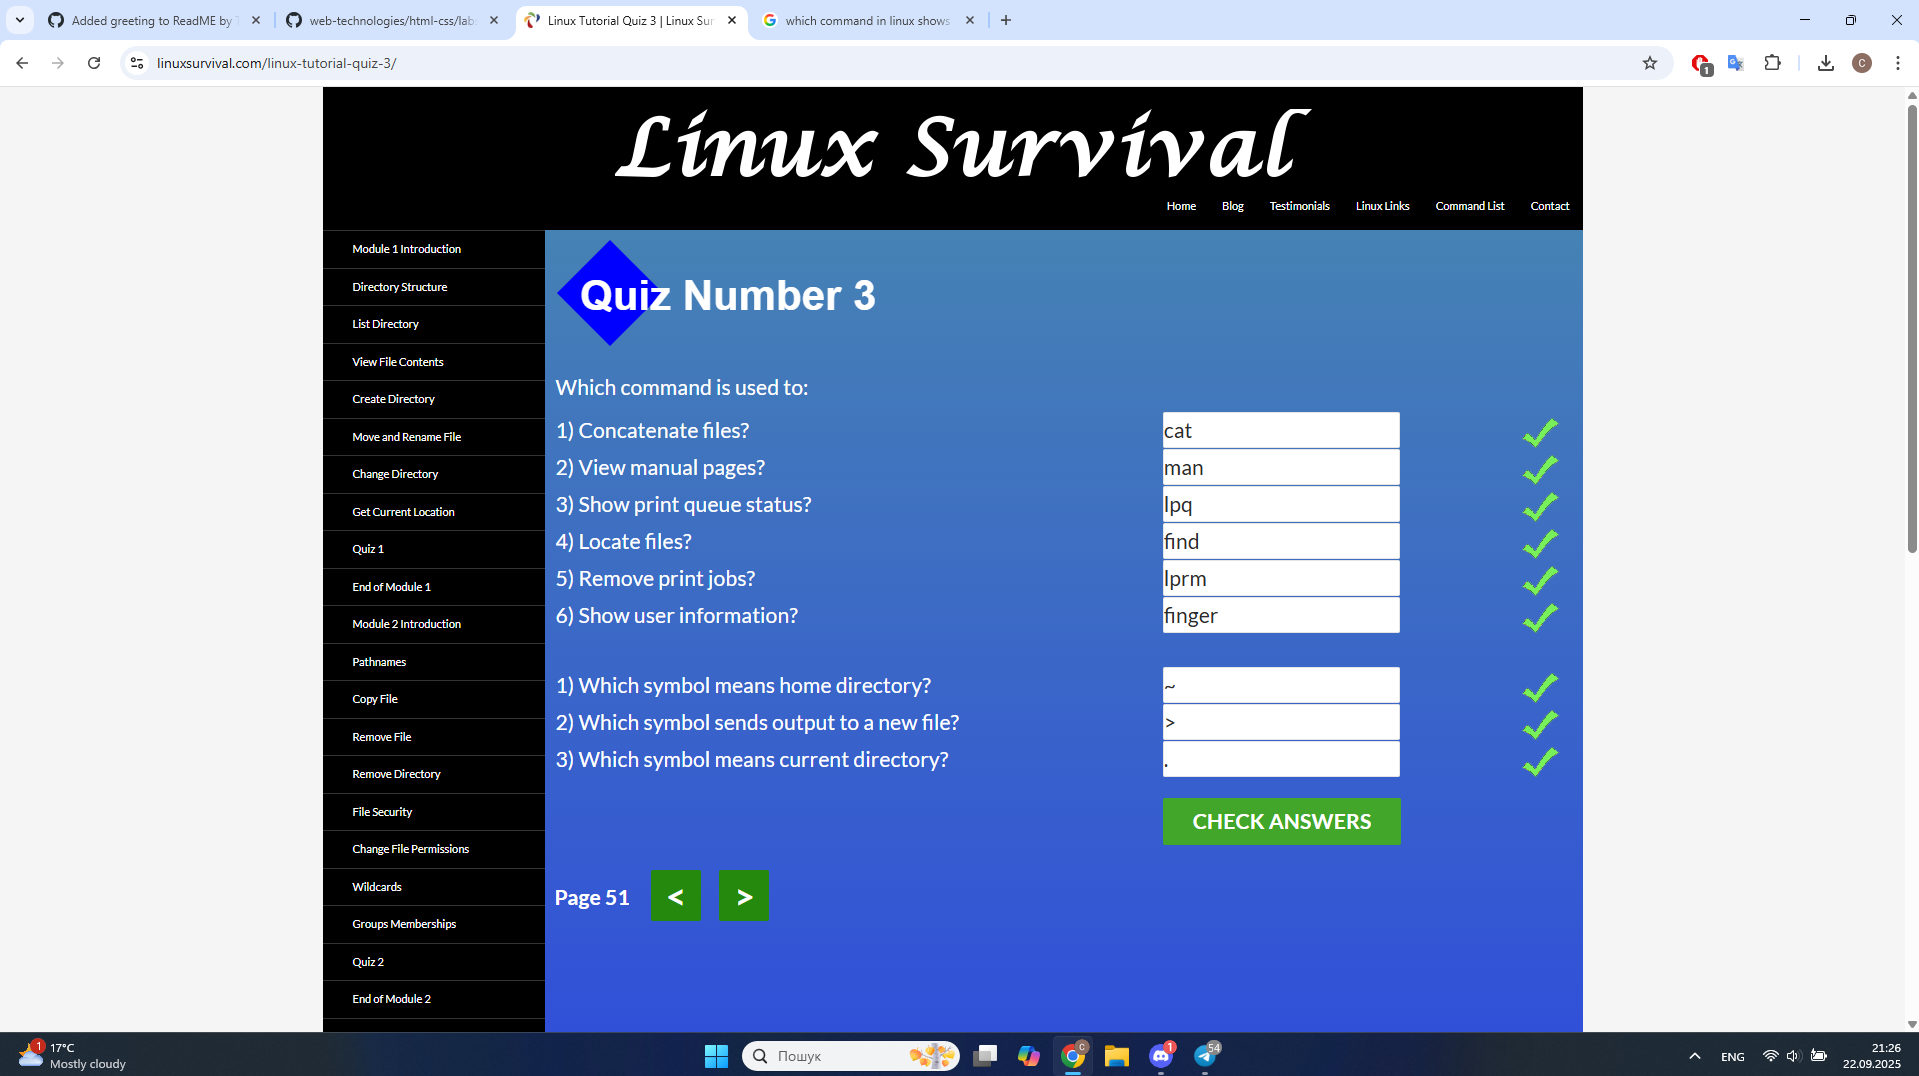 Added greeting to ReadME by
web-technologies/html-css/lab
Linux Tutorial Quiz 3 | Linux Sur
which command in linux shows
linuxsurvival.com/linux-tutorial-quiz-3/
1
C
Linux Survival
Home
Blog
Testimonials
Linux Links
Command List
Contact
Module 1 Introduction
Directory Structure
List Directory
View File Contents
Create Directory
Move and Rename File
Change Directory
Get Current Location
Quiz 1
End of Module 1
Module 2 Introduction
Pathnames
Copy File
Remove File
Remove Directory
File Security
Change File Permissions
Wildcards
Groups Memberships
Quiz 2
End of Module 2
Quiz Number 3
Which command is used to:
1) Concatenate files? cat
2) View manual pages? man
3) Show print queue status? lpq
4) Locate files? find
5) Remove print jobs? lprm
6) Show user information? finger
1) Which symbol means home directory? ~
2) Which symbol sends output to a new file? >
3) Which symbol means current directory? .
CHECK ANSWERS
Page 51 < >
1
17°C
Mostly cloudy
Пошук
C
1
54
ENG
21:26
22.09.2025